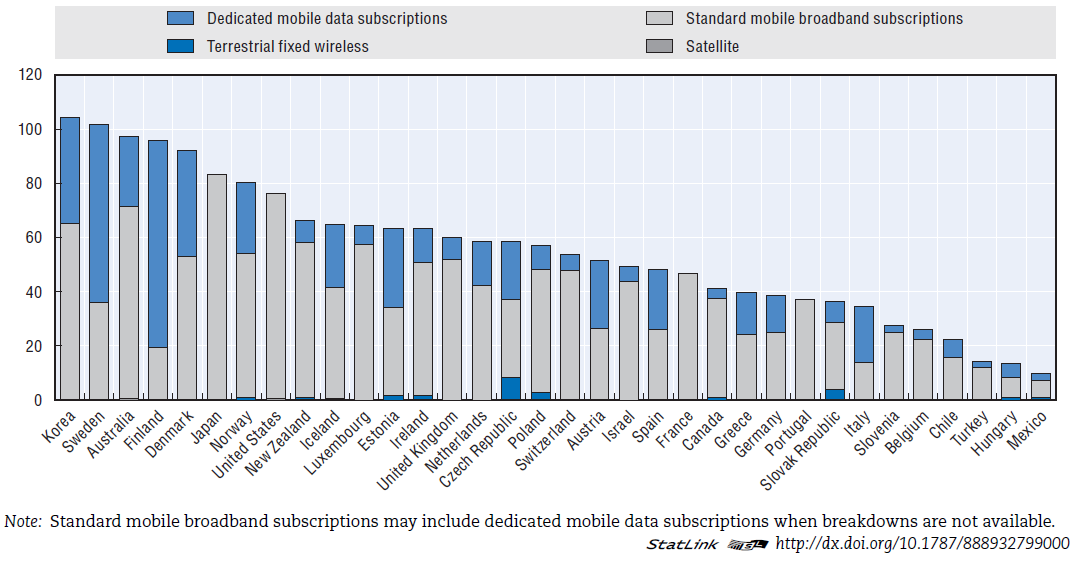 Dedicated mobile data subscriptions
Standard mobile broadband subscriptions
Terrestrial fixed wireless
Satellite
120
100
80
60
40
20
0
Korea
Sweden
Australia
Finland
Denmark
Japan
Norway
United States
New Zealand
Iceland
Luxembourg
Estonia
Ireland
United Kingdom
Netherlands
Czech Republic
Poland
Switzerland
Austria
Israel
Spain
France
Canada
Greece
Germany
Portugal
Slovak Republic
Italy
Slovenia
Belgium
Chile
Turkey
Hungary
Mexico
Note: Standard mobile broadband subscriptions may include dedicated mobile data subscriptions when breakdowns are not available.
StatLink http://dx.doi.org/10.1787/888932799000